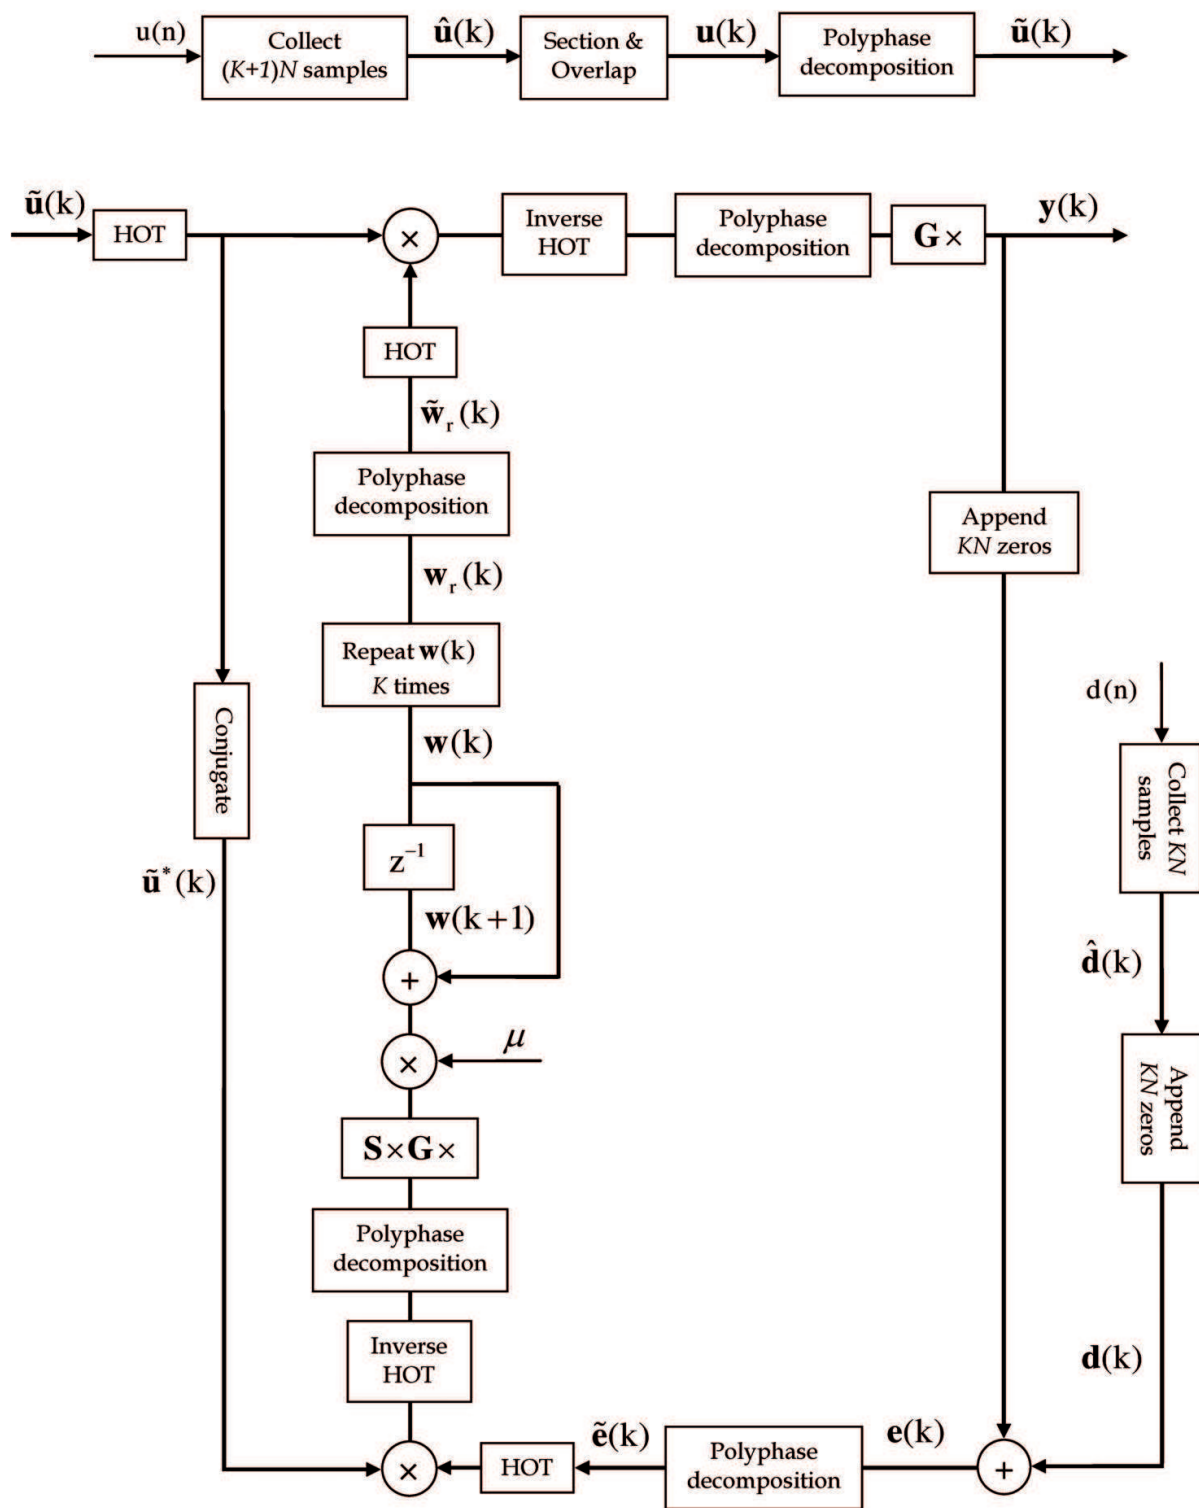 u(n)
Collect
(K+1)N samples
û(k)
Section &
Overlap
u(k)
Polyphase
decomposition
ũ(k)
ũ(k)
HOT
×
Inverse
HOT
Polyphase
decomposition
G×
y(k)
HOT
w̃ᵣ(k)
Polyphase
decomposition
wᵣ(k)
Repeat w(k)
K times
w(k)
z⁻¹
w(k+1)
+
×
μ
S×G×
Polyphase
decomposition
Inverse
HOT
×
Conjugate
ũ*(k)
Append
KN zeros
d(n)
Collect KN
samples
d̂(k)
Append
KN zeros
d(k)
+
e(k)
Polyphase
decomposition
ẽ(k)
HOT